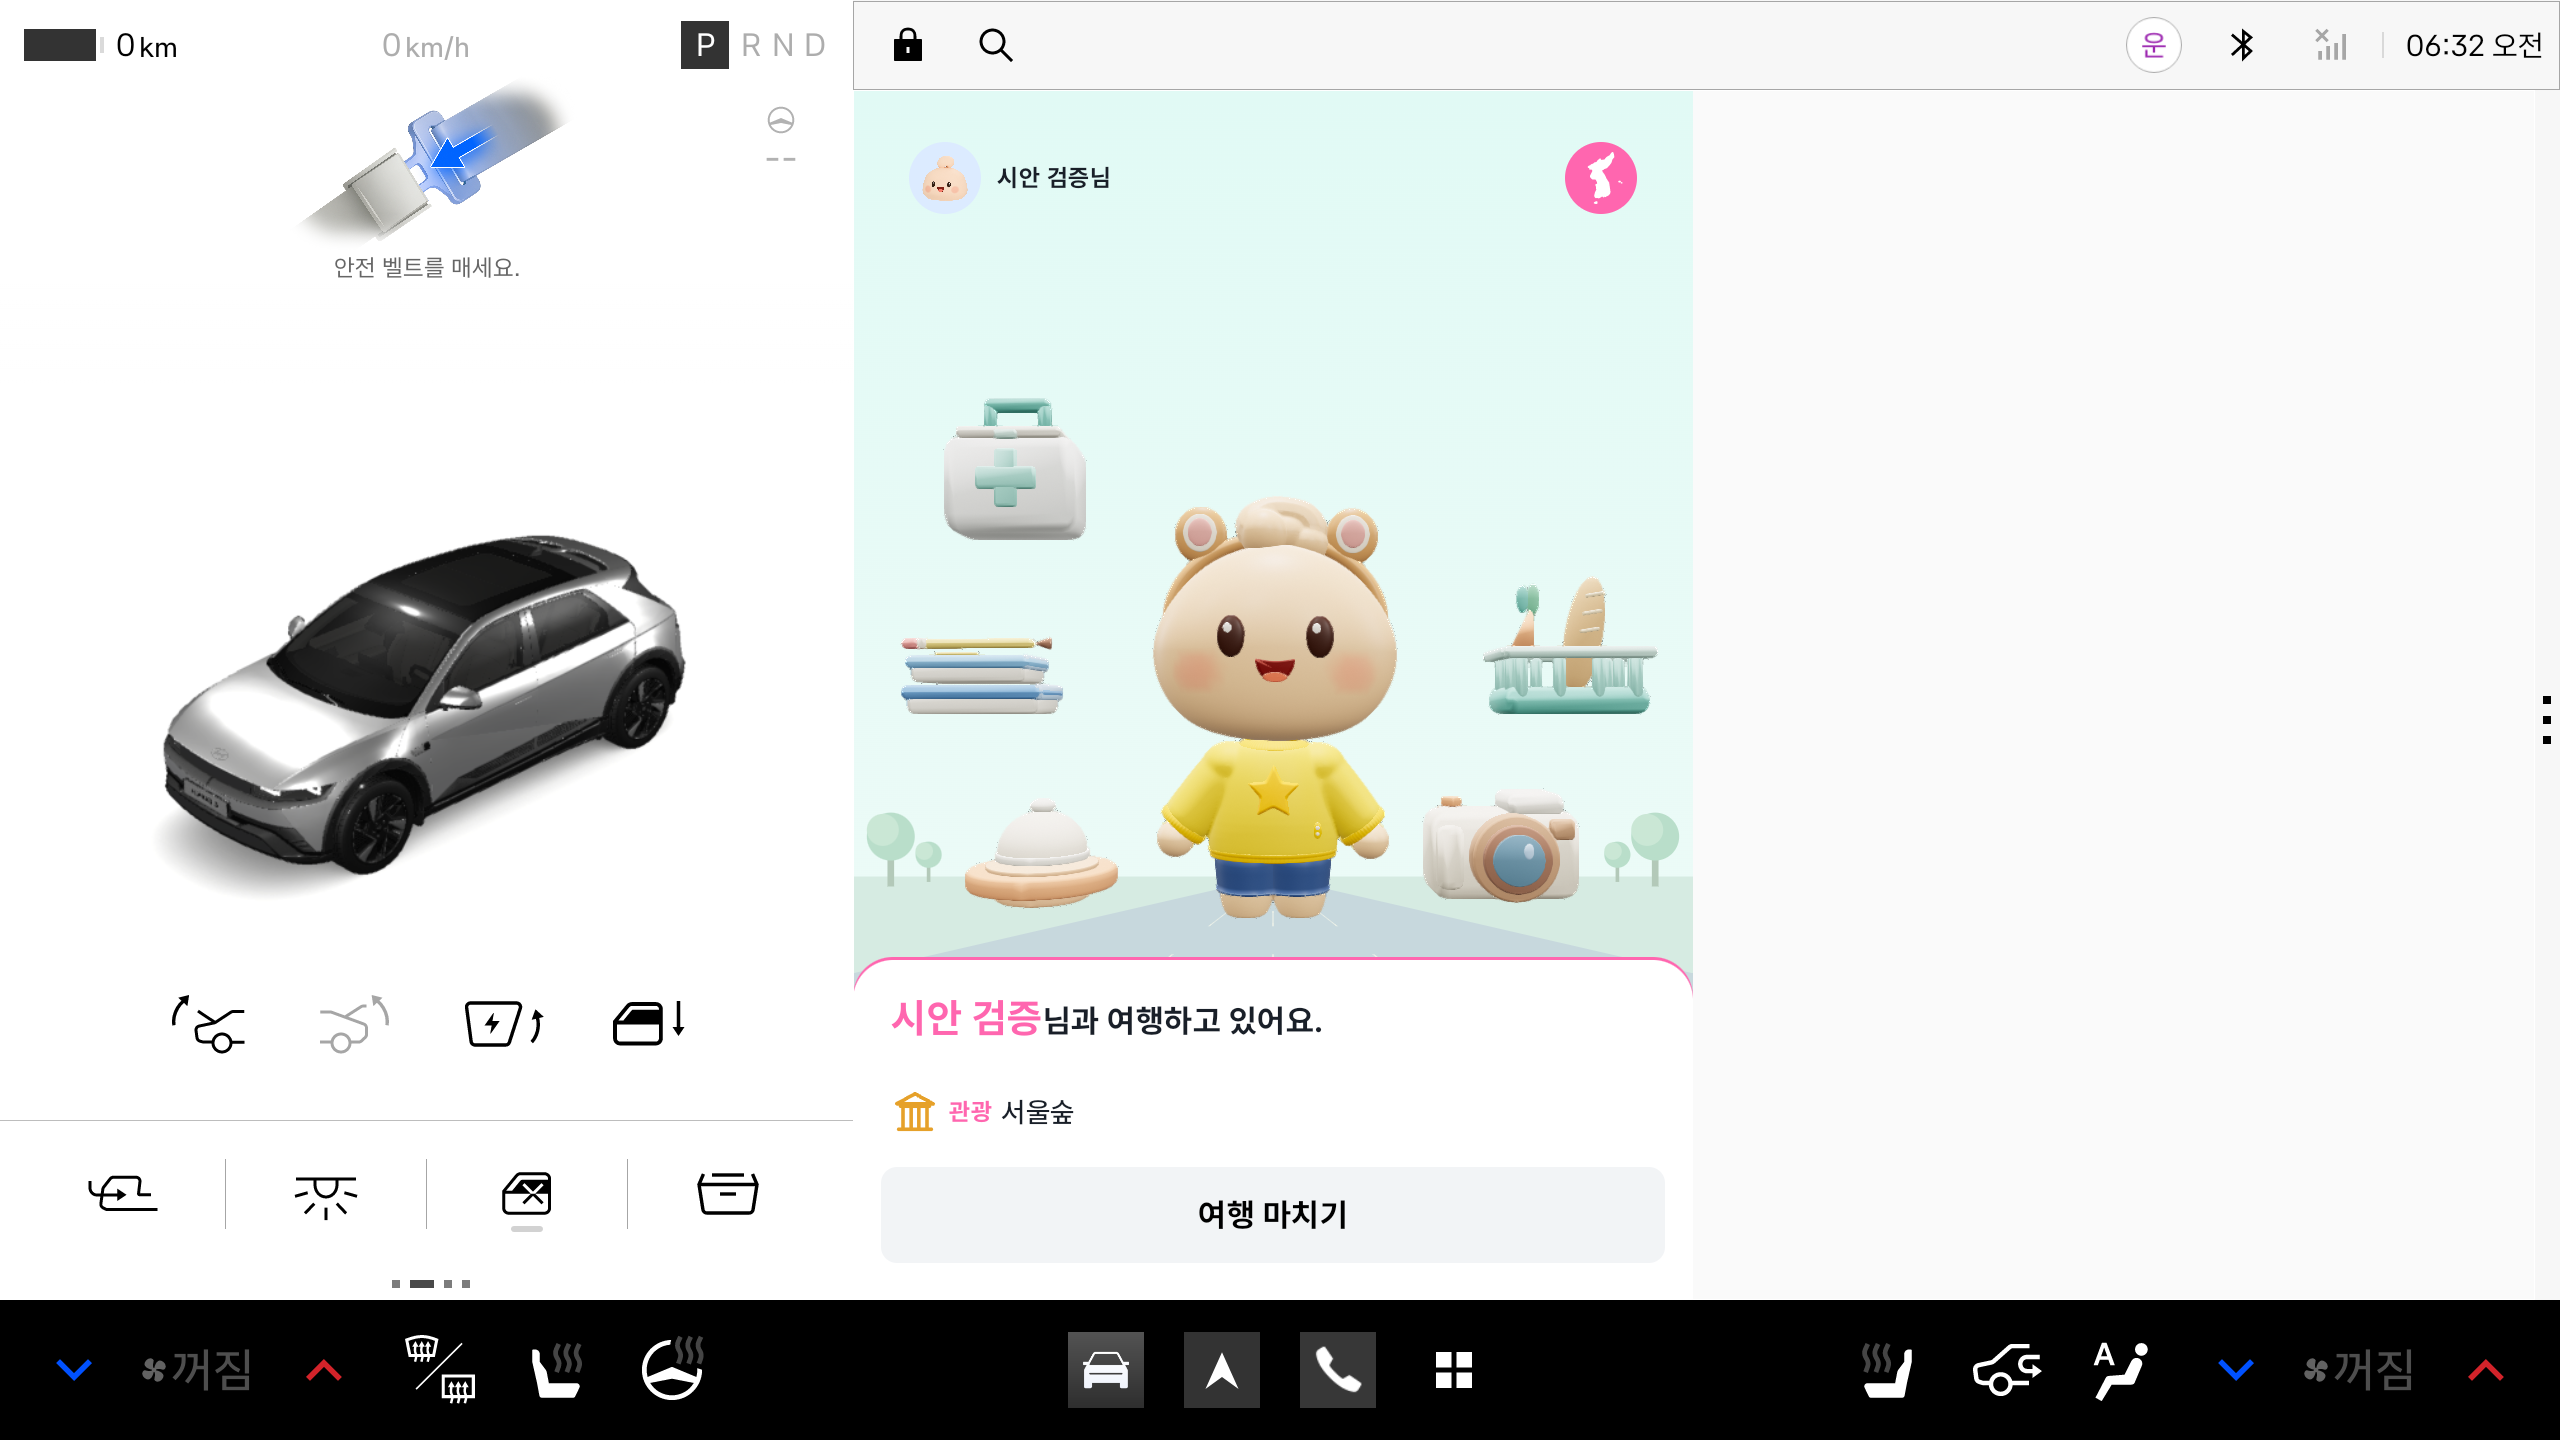 0 km
0 km/h
P R N D
운
06:32 오전
--
안전 벨트를 매세요.
시안 검증님
시안 검증님과 여행하고 있어요.
관광 서울숲
여행 마치기
꺼짐
A
꺼짐